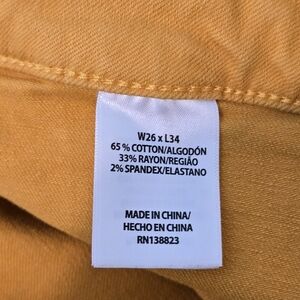 W26 x L34
65% COTTON/ALGODÓN
33% RAYON/REGIÃO
2% SPANDEX/ELASTANO
MADE IN CHINA/
HECHO EN CHINA
RN138823